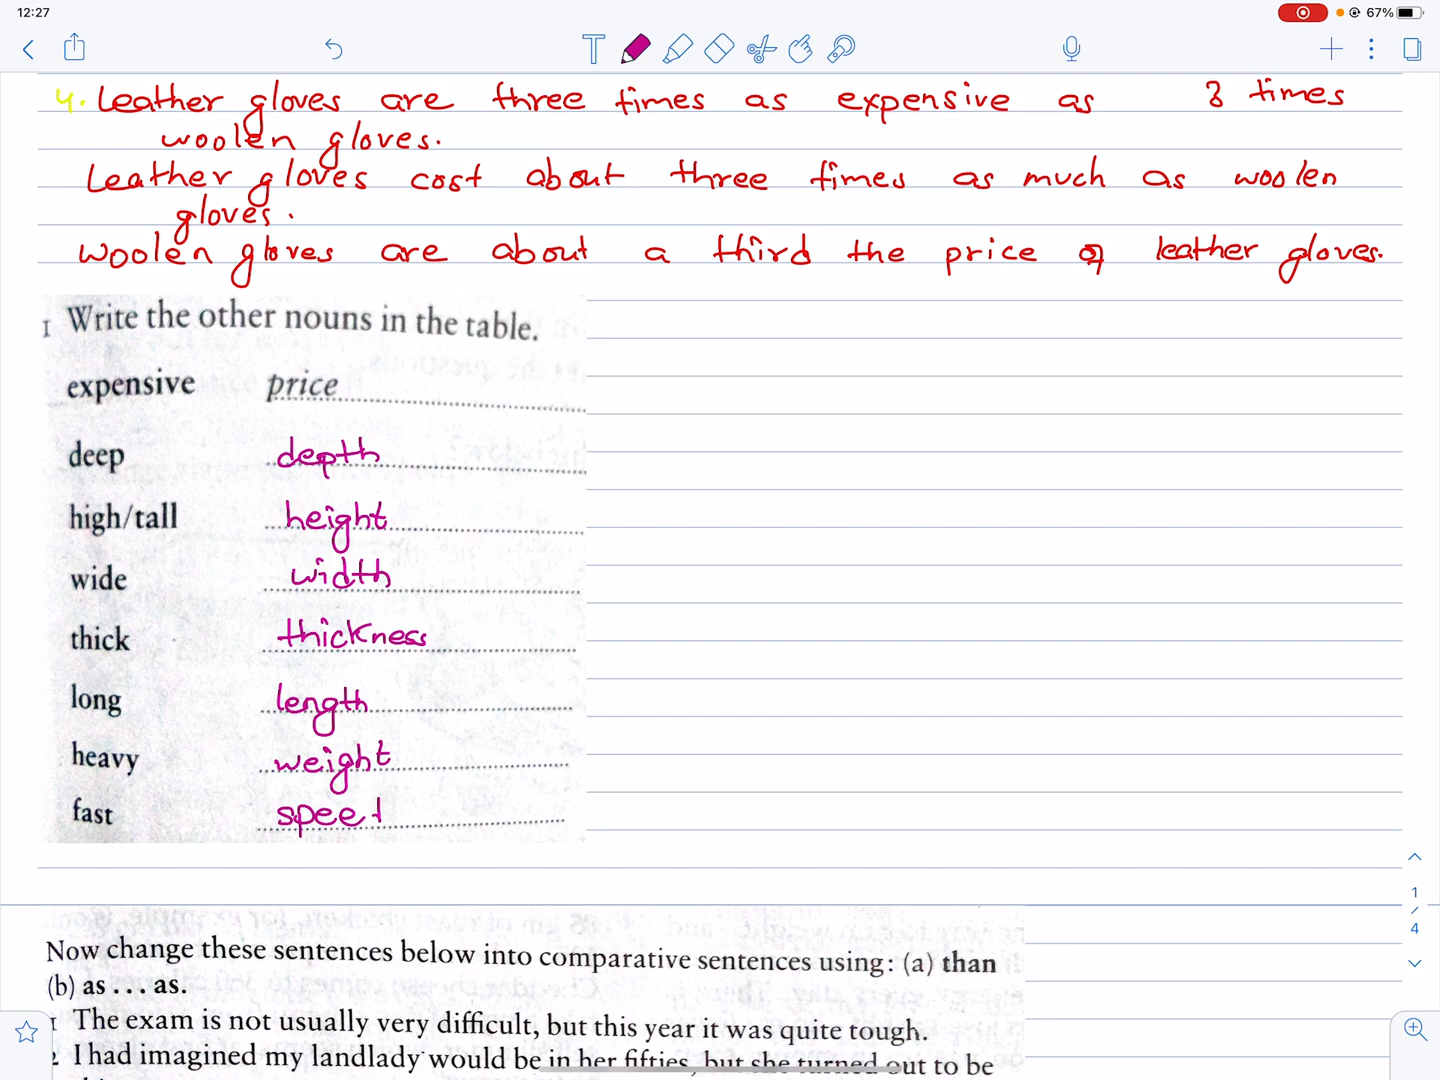 12:27
67%
4. Leather gloves are three times as expensive as 3 times
woolen gloves.
Leather gloves cost about three times as much as woolen
gloves.
woolen gloves are about a third the price of leather gloves.
1 Write the other nouns in the table.
expensive price
deep depth
high/tall height
wide width
thick thickness
long length
heavy weight
fast
1
4
Now change these sentences below into comparative sentences using: (a) than
(b) as ... as.
The exam is not usually very difficult, but this year it was quite tough.
I had imagined my landlady would be in her fifties, but she turned out to be